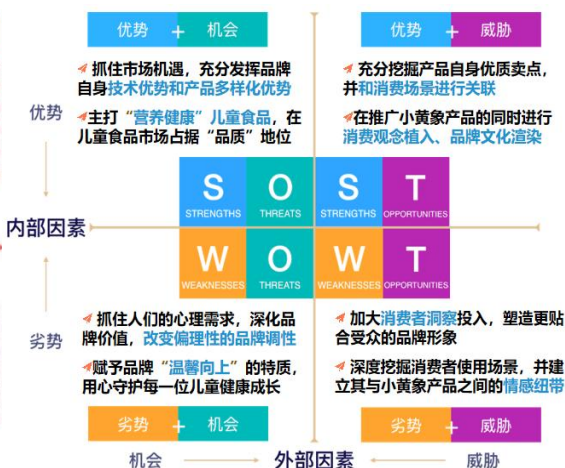 优势 + 机会
抓住市场机遇，充分发挥品牌
自身技术优势和产品多样化优势
主打“营养健康”儿童食品，在
儿童食品市场占据“品质”地位
优势 + 威胁
充分挖掘产品自身优质卖点，
并和消费场景进行关联
在推广小黄象产品的同时进行
消费观念植入、品牌文化渲染
优势
内部因素
劣势
S O S T
STRENGTHS THREATS STRENGTHS OPPORTUNITIES
W O W T
WEAKNESSES THREATS WEAKNESSES OPPORTUNITIES
抓住人们的心理需求，深化品
牌价值，改变偏理性的品牌调性
赋予品牌“温馨向上”的特质，
用心守护每一位儿童健康成长
劣势 + 机会
加大消费者洞察投入，塑造更贴
合受众的品牌形象
深度挖掘消费者使用场景，并建
立其与小黄象产品之间的情感纽带
劣势 + 威胁
机会 外部因素 威胁